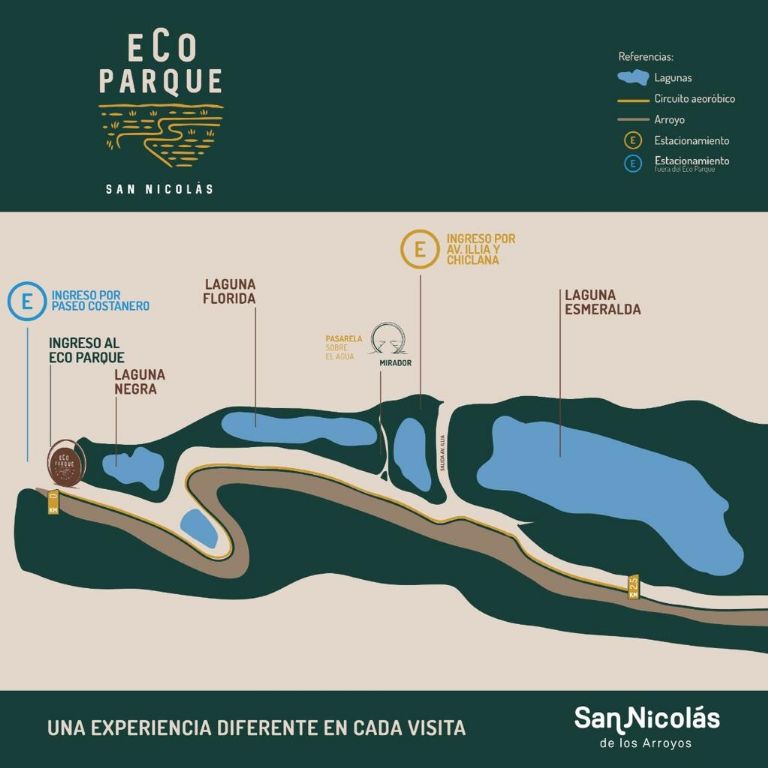 ECO
PARQUE
SAN NICOLÁS
Referencias:
Lagunas
Circuito aeoróbico
Arroyo
E Estacionamiento
E Estacionamiento
fuera del Eco Parque
E
INGRESO POR
AV. ILLIA Y
CHICLANA
E
INGRESO POR
PASEO COSTANERO
LAGUNA
FLORIDA
LAGUNA
ESMERALDA
INGRESO AL
ECO PARQUE
PASARELA
SOBRE
EL AGUA
MIRADOR
LAGUNA
NEGRA
ECO
PARQUE
SALIDA AV. ILLIA
KM 0
KM 2.5
UNA EXPERIENCIA DIFERENTE EN CADA VISITA
San Nicolás
de los Arroyos